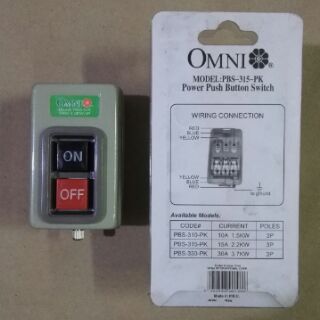 OMNI
ON
OFF
OMNI ®
MODEL:PBS-315-PK
Power Push Button Switch
WIRING CONNECTION
RED
BLUE
YELLOW
YELLOW
BLUE
RED
to ground
Available Models:
CODE# CURRENT POLES
PBS-310-PK 10A 1.5KW 3P
PBS-315-PK 15A 2.2KW 3P
PBS-330-PK 30A 3.7KW 3P